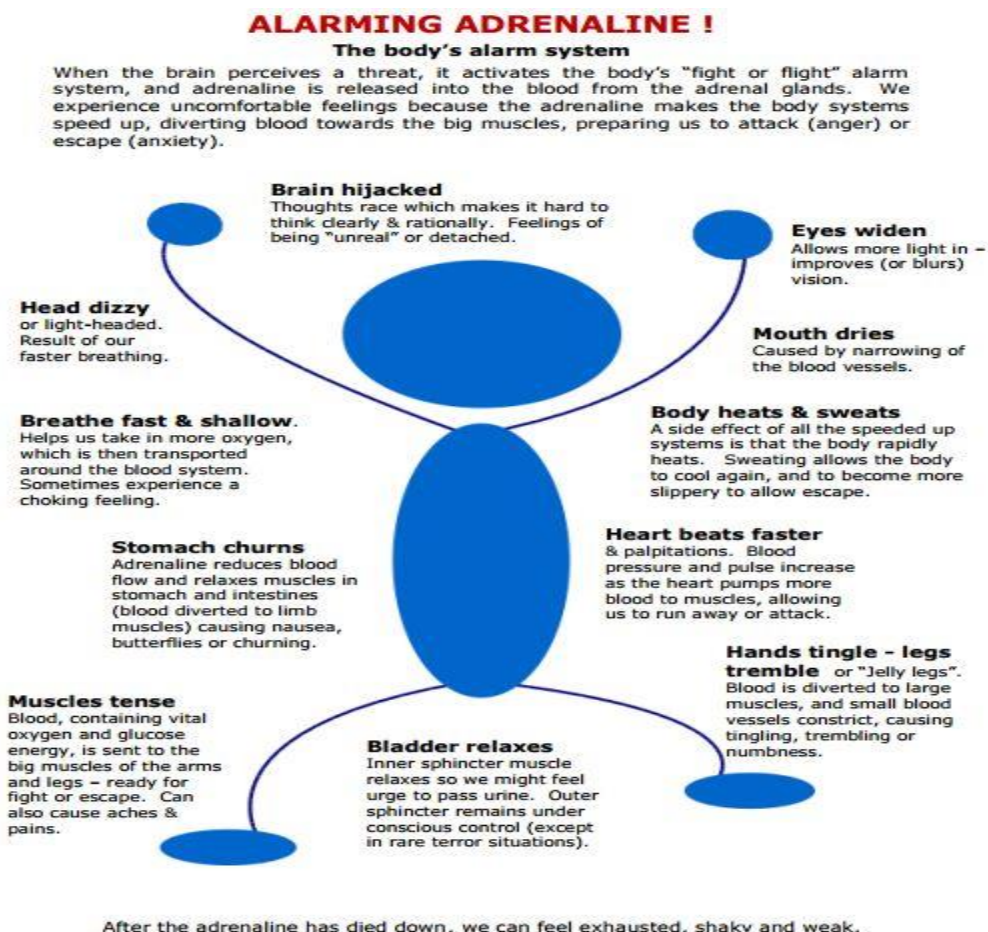 ALARMING ADRENALINE !
The body's alarm system
When the brain perceives a threat, it activates the body's "fight or flight" alarm
system, and adrenaline is released into the blood from the adrenal glands. We
experience uncomfortable feelings because the adrenaline makes the body systems
speed up, diverting blood towards the big muscles, preparing us to attack (anger) or
escape (anxiety).
Brain hijacked
Thoughts race which makes it hard to
think clearly & rationally. Feelings of
being "unreal" or detached.
Eyes widen
Allows more light in –
improves (or blurs)
vision.
Head dizzy
or light-headed.
Result of our
faster breathing.
Mouth dries
Caused by narrowing of
the blood vessels.
Breathe fast & shallow.
Helps us take in more oxygen,
which is then transported
around the blood system.
Sometimes experience a
choking feeling.
Body heats & sweats
A side effect of all the speeded up
systems is that the body rapidly
heats. Sweating allows the body
to cool again, and to become more
slippery to allow escape.
Stomach churns
Adrenaline reduces blood
flow and relaxes muscles in
stomach and intestines
(blood diverted to limb
muscles) causing nausea,
butterflies or churning.
Heart beats faster
& palpitations. Blood
pressure and pulse increase
as the heart pumps more
blood to muscles, allowing
us to run away or attack.
Hands tingle - legs
tremble or "Jelly legs".
Blood is diverted to large
muscles, and small blood
vessels constrict, causing
tingling, trembling or
numbness.
Muscles tense
Blood, containing vital
oxygen and glucose
energy, is sent to the
big muscles of the arms
and legs – ready for
fight or escape. Can
also cause aches &
pains.
Bladder relaxes
Inner sphincter muscle
relaxes so we might feel
urge to pass urine. Outer
sphincter remains under
conscious control (except
in rare terror situations).
After the adrenaline has died down, we can feel exhausted, shaky and weak.